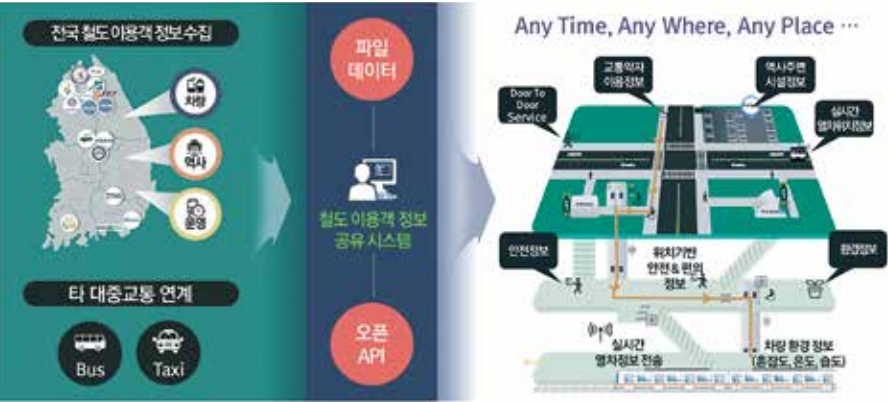 전국 철도 이용객 정보 수집
차량
역사
운영
타 대중교통 연계
Bus
Taxi
파일
데이터
철도 이용객 정보
공유 시스템
오픈
API
Any Time, Any Where, Any Place ···
Door To
Door
Service
교통약자
이용정보
역사주변
시설정보
실시간
열차위치정보
안전정보
위치기반
안전 & 편의
정보
환경정보
실시간
열차정보 전송
차량 환경 정보
(혼잡도, 온도, 습도)